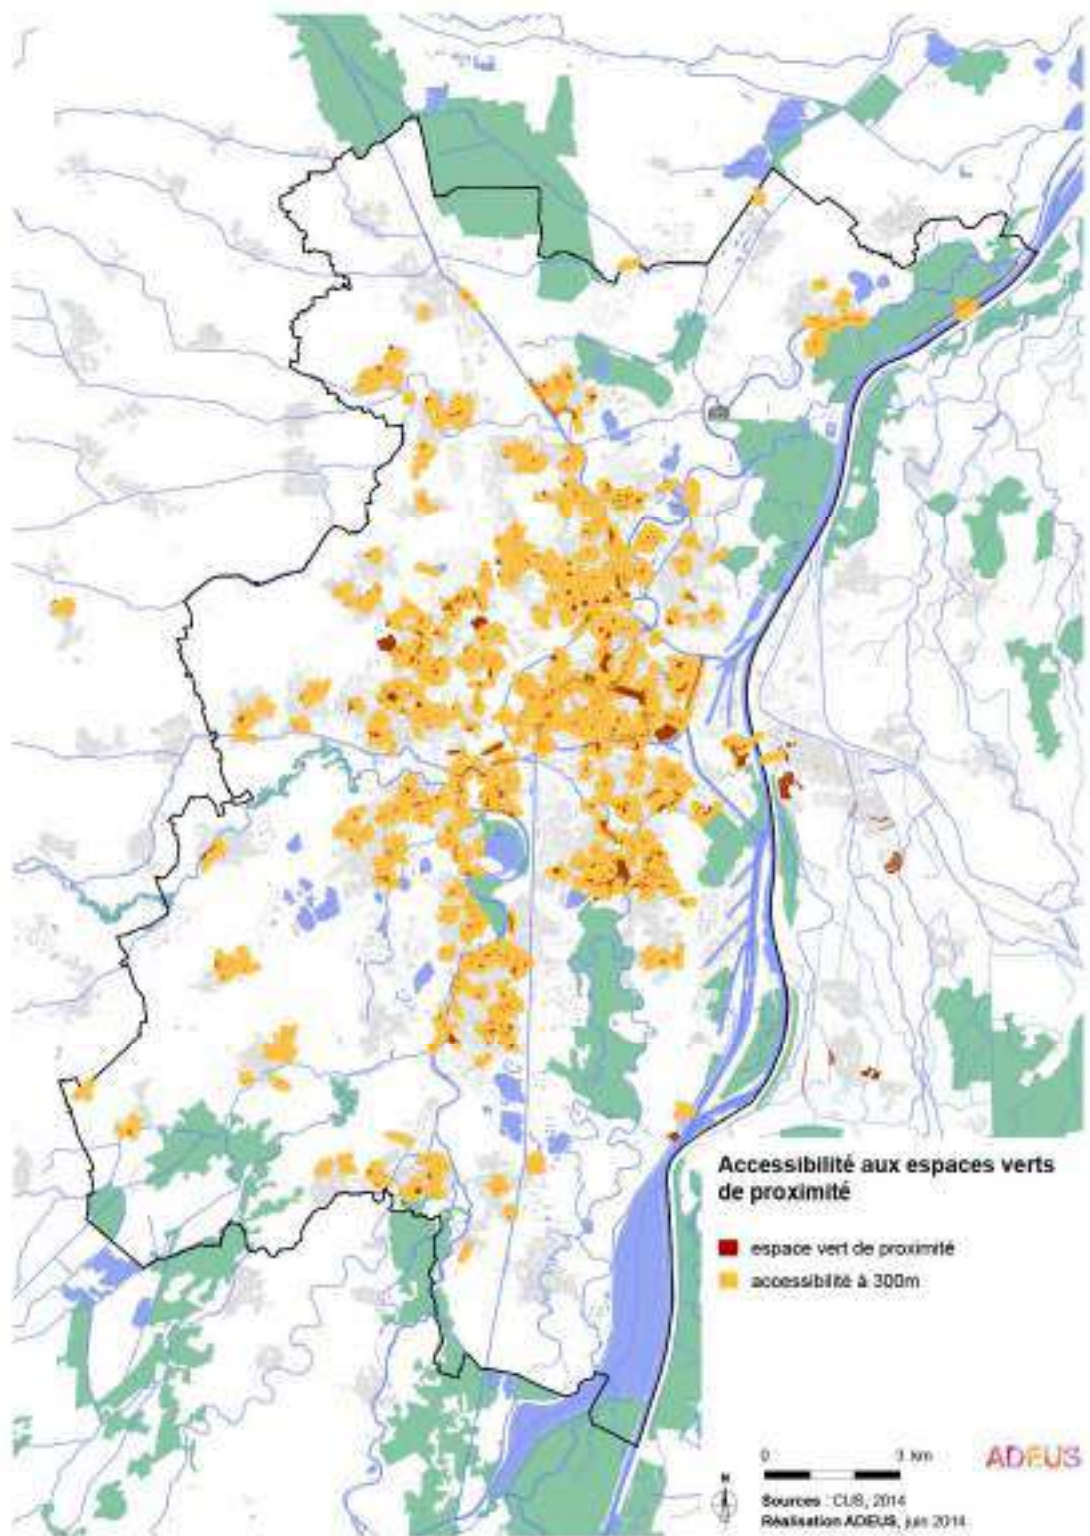 Accessibilité aux espaces verts
de proximité
espace vert de proximité
accessibilité à 300m
0 3 km
ADEUS
N
Sources : CUS, 2014
Réalisation ADEUS, juin 2014